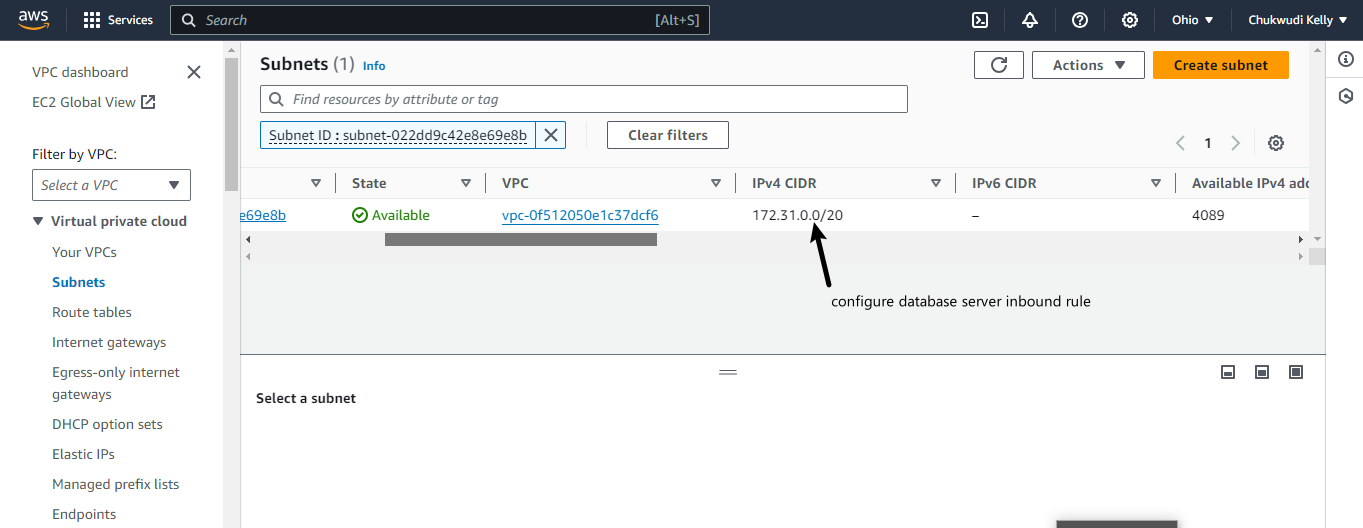 aws
Services
Search
[Alt+S]
Ohio
Chukwudi Kelly
VPC dashboard
EC2 Global View
Filter by VPC:
Select a VPC
Virtual private cloud
Your VPCs
Subnets
Route tables
Internet gateways
Egress-only internet
gateways
DHCP option sets
Elastic IPs
Managed prefix lists
Endpoints
Subnets (1) Info
Actions
Create subnet
Find resources by attribute or tag
Subnet ID : subnet-022dd9c42e8e69e8b
Clear filters
1
State
VPC
IPv4 CIDR
IPv6 CIDR
Available IPv4 add
e69e8b
Available
vpc-0f512050e1c37dcf6
172.31.0.0/20
–
4089
configure database server inbound rule
Select a subnet